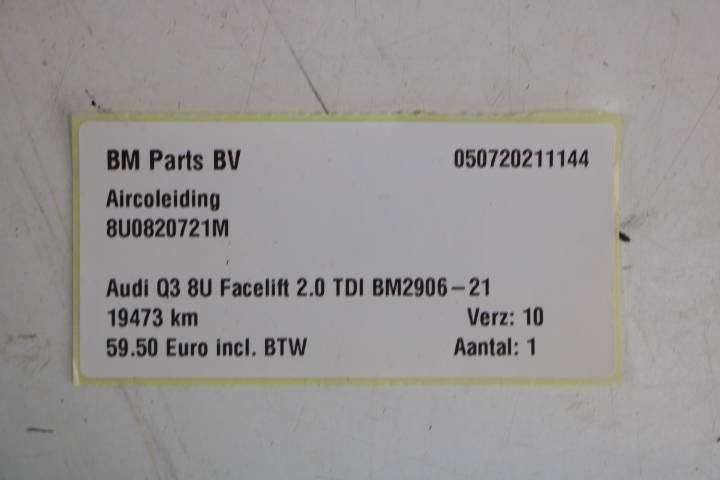 BM Parts BV 050720211144
Aircoleiding
8U0820721M
Audi Q3 8U Facelift 2.0 TDI BM2906-21
19473 km Verz: 10
59.50 Euro incl. BTW Aantal: 1